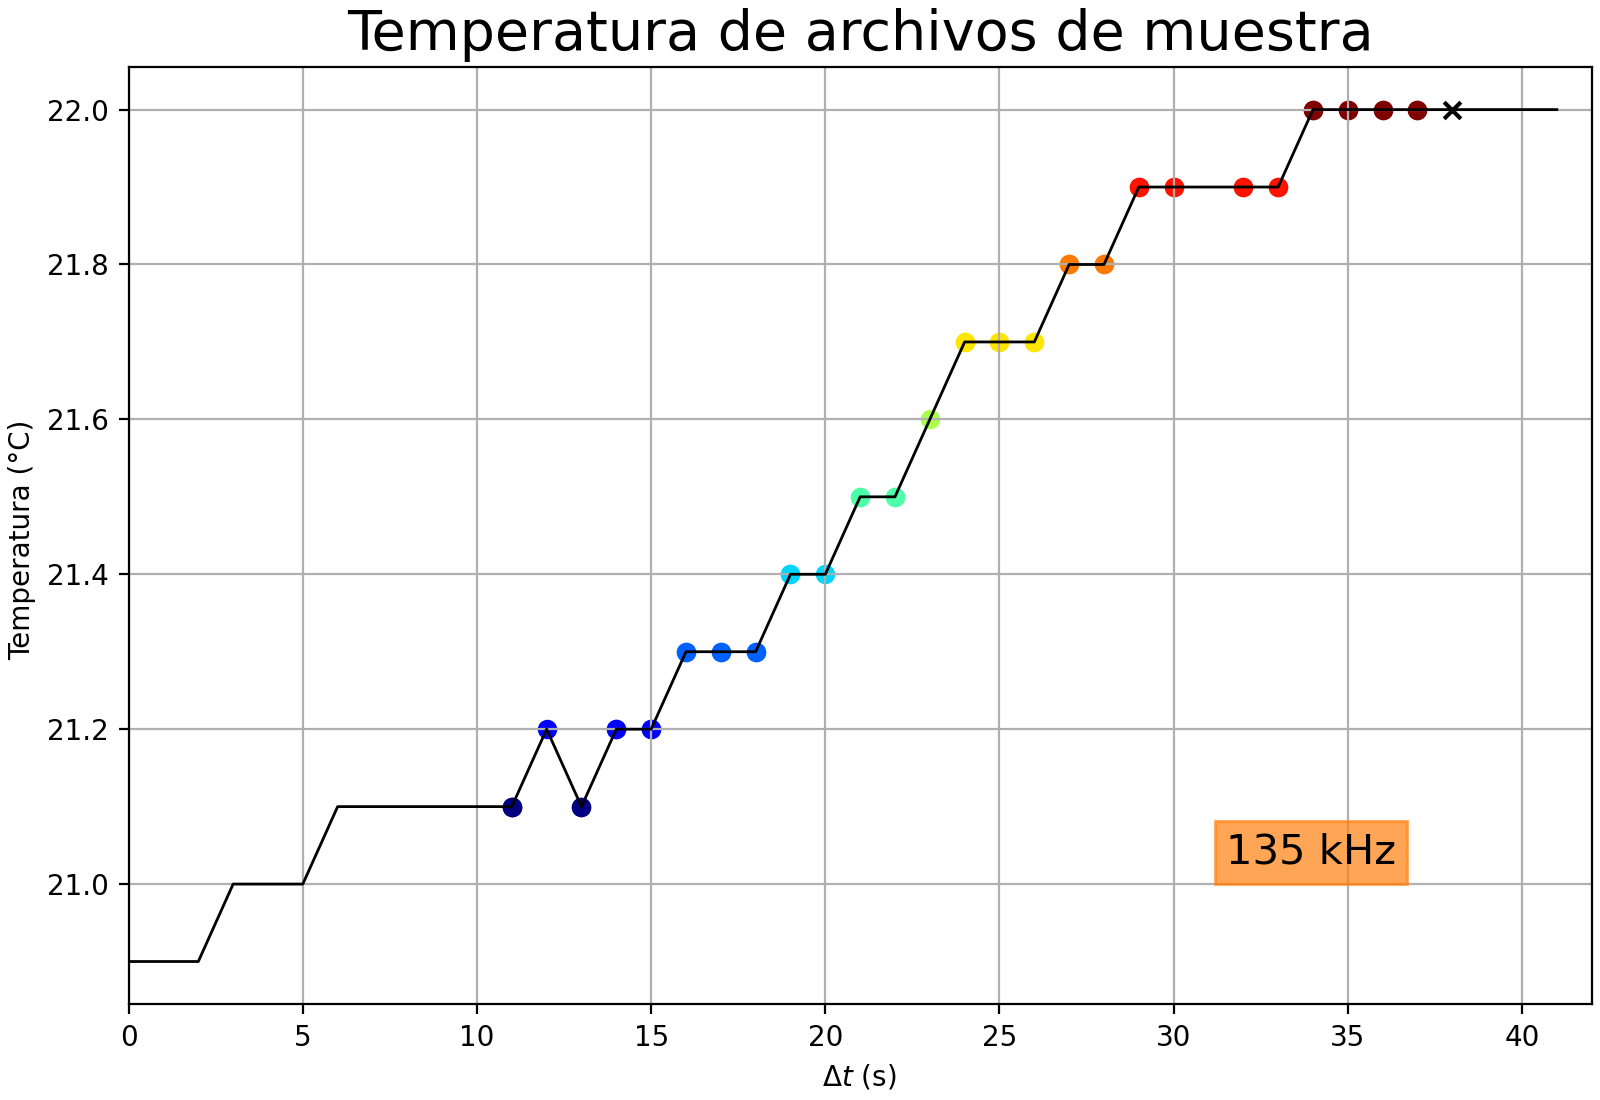 Temperatura de archivos de muestra
Temperatura (°C)
22.0
21.8
21.6
21.4
21.2
21.0
135 kHz
0 5 10 15 20 25 30 35 40
Δt (s)